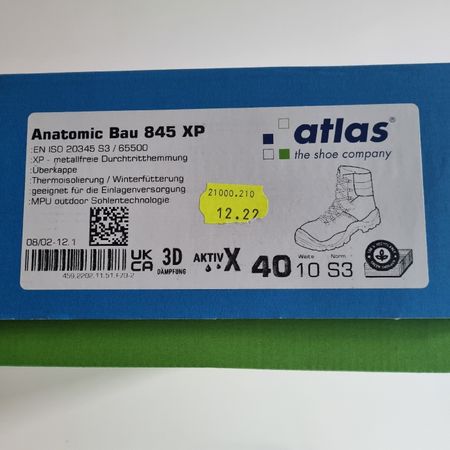 Anatomic Bau 845 XP
:EN ISO 20345 S3 / 65500
:XP - metallfreie Durchtritthemmung
:Überkappe
:Thermoisolierung / Winterfütterung
geeignet für die Einlagenversorgung
:MPU outdoor Sohlentechnologie
atlas®
the shoe company
21000.210
12.22
08/02-12.1
UK
CA
3D
DÄMPFUNG
AKTIV X
40
Weite
10
Norm
S3